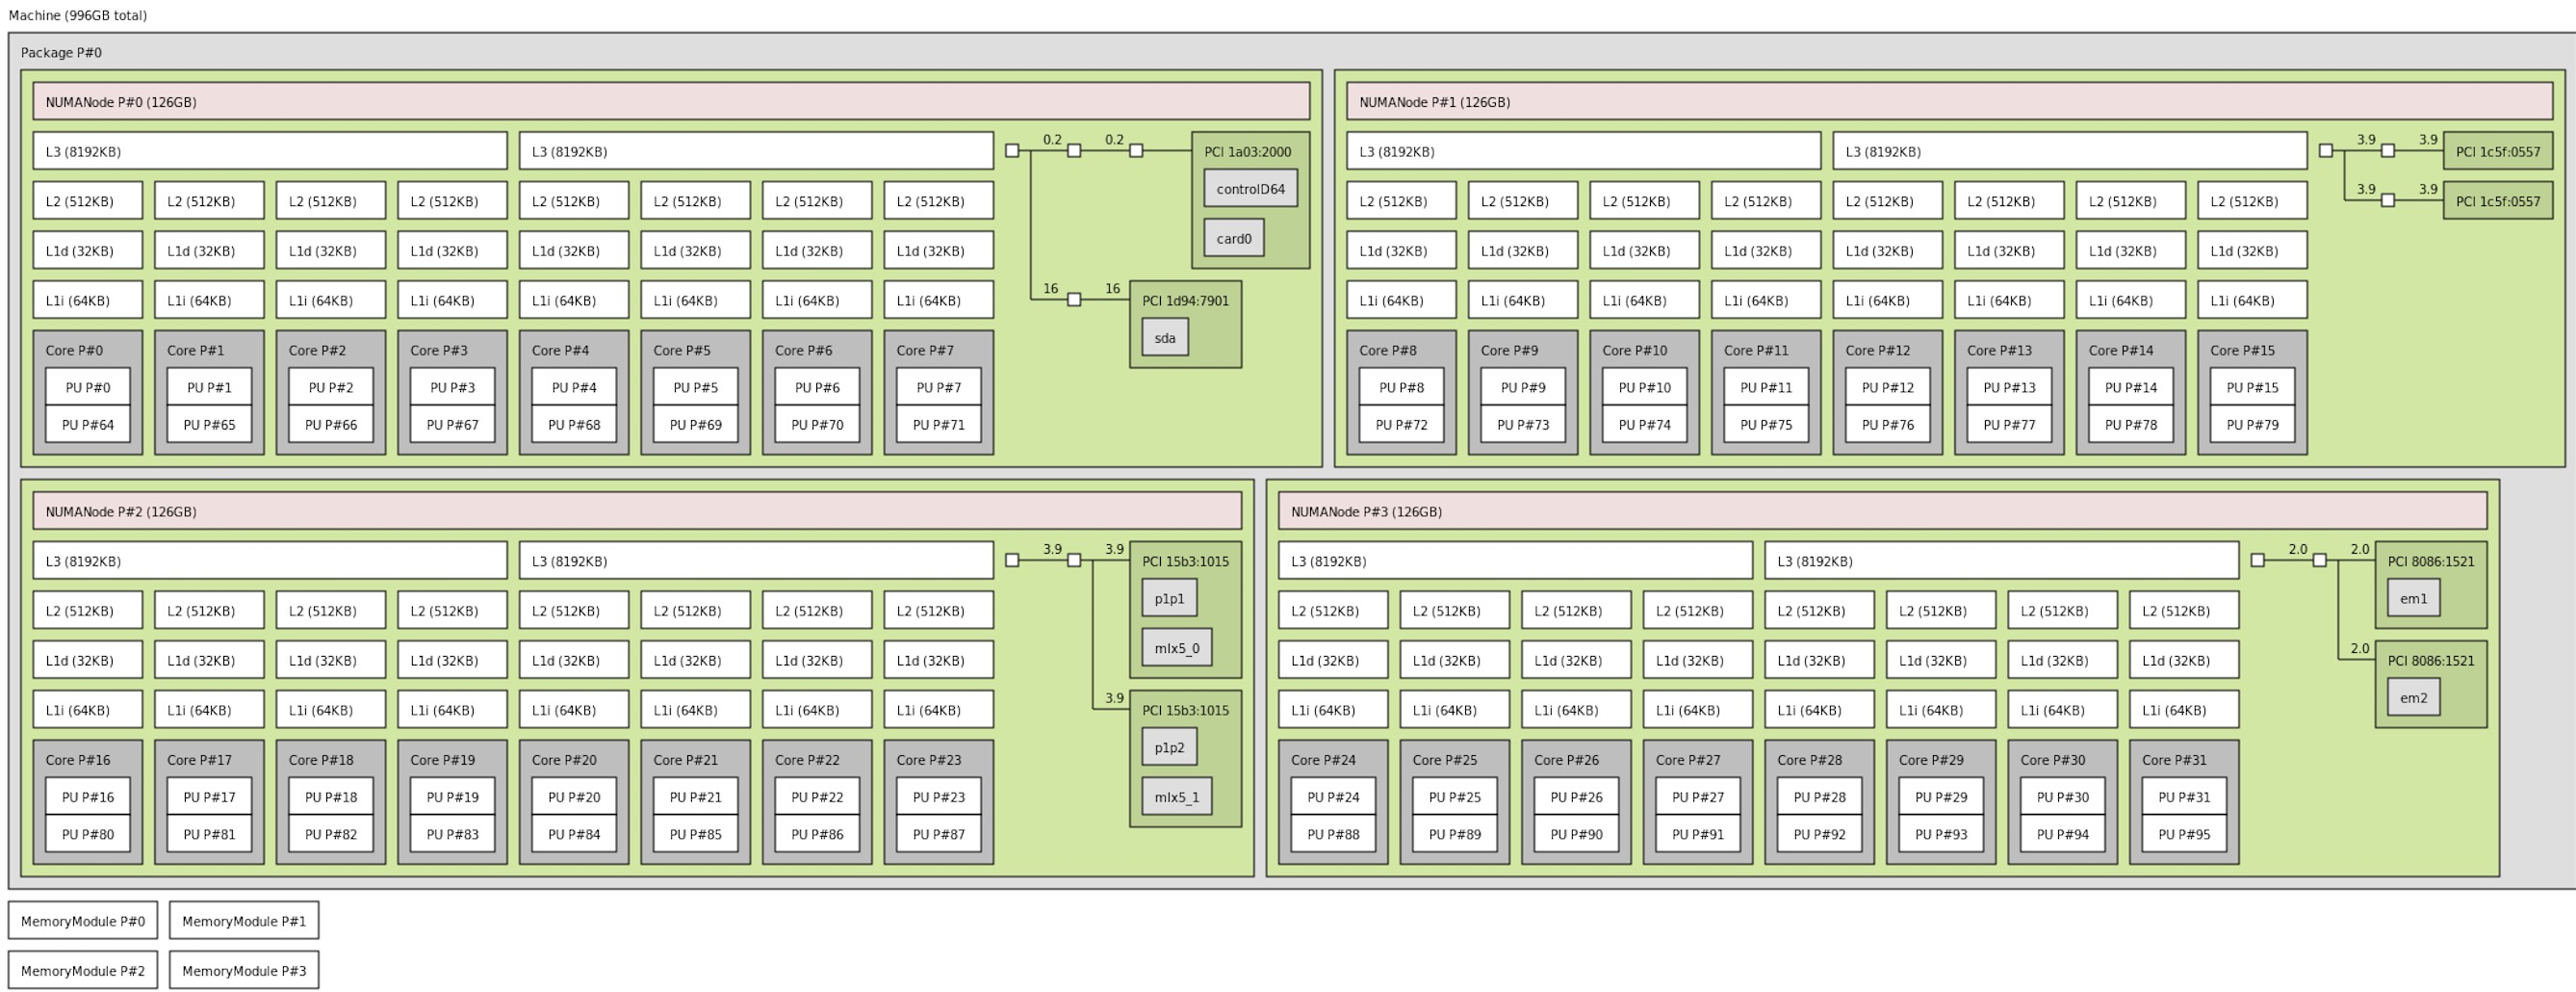 Machine (996GB total)
Package P#0
NUMANode P#0 (126GB)
L3 (8192KB) L3 (8192KB) 0.2 0.2 PCI 1a03:2000
controlD64
card0
L2 (512KB) L2 (512KB) L2 (512KB) L2 (512KB) L2 (512KB) L2 (512KB) L2 (512KB) L2 (512KB)
L1d (32KB) L1d (32KB) L1d (32KB) L1d (32KB) L1d (32KB) L1d (32KB) L1d (32KB) L1d (32KB)
L1i (64KB) L1i (64KB) L1i (64KB) L1i (64KB) L1i (64KB) L1i (64KB) L1i (64KB) L1i (64KB) 16 16 PCI 1d94:7901
sda
Core P#0 Core P#1 Core P#2 Core P#3 Core P#4 Core P#5 Core P#6 Core P#7
PU P#0 PU P#1 PU P#2 PU P#3 PU P#4 PU P#5 PU P#6 PU P#7
PU P#64 PU P#65 PU P#66 PU P#67 PU P#68 PU P#69 PU P#70 PU P#71
NUMANode P#1 (126GB)
L3 (8192KB) L3 (8192KB) 3.9 3.9 PCI 1c5f:0557
L2 (512KB) L2 (512KB) L2 (512KB) L2 (512KB) L2 (512KB) L2 (512KB) L2 (512KB) L2 (512KB) 3.9 3.9 PCI 1c5f:0557
L1d (32KB) L1d (32KB) L1d (32KB) L1d (32KB) L1d (32KB) L1d (32KB) L1d (32KB) L1d (32KB)
L1i (64KB) L1i (64KB) L1i (64KB) L1i (64KB) L1i (64KB) L1i (64KB) L1i (64KB) L1i (64KB)
Core P#8 Core P#9 Core P#10 Core P#11 Core P#12 Core P#13 Core P#14 Core P#15
PU P#8 PU P#9 PU P#10 PU P#11 PU P#12 PU P#13 PU P#14 PU P#15
PU P#72 PU P#73 PU P#74 PU P#75 PU P#76 PU P#77 PU P#78 PU P#79
NUMANode P#2 (126GB)
L3 (8192KB) L3 (8192KB) 3.9 3.9 PCI 15b3:1015
p1p1
mlx5_0
L2 (512KB) L2 (512KB) L2 (512KB) L2 (512KB) L2 (512KB) L2 (512KB) L2 (512KB) L2 (512KB)
L1d (32KB) L1d (32KB) L1d (32KB) L1d (32KB) L1d (32KB) L1d (32KB) L1d (32KB) L1d (32KB)
L1i (64KB) L1i (64KB) L1i (64KB) L1i (64KB) L1i (64KB) L1i (64KB) L1i (64KB) L1i (64KB) 3.9 PCI 15b3:1015
p1p2
mlx5_1
Core P#16 Core P#17 Core P#18 Core P#19 Core P#20 Core P#21 Core P#22 Core P#23
PU P#16 PU P#17 PU P#18 PU P#19 PU P#20 PU P#21 PU P#22 PU P#23
PU P#80 PU P#81 PU P#82 PU P#83 PU P#84 PU P#85 PU P#86 PU P#87
NUMANode P#3 (126GB)
L3 (8192KB) L3 (8192KB) 2.0 2.0 PCI 8086:1521
em1
L2 (512KB) L2 (512KB) L2 (512KB) L2 (512KB) L2 (512KB) L2 (512KB) L2 (512KB) L2 (512KB)
L1d (32KB) L1d (32KB) L1d (32KB) L1d (32KB) L1d (32KB) L1d (32KB) L1d (32KB) L1d (32KB) 2.0 PCI 8086:1521
em2
L1i (64KB) L1i (64KB) L1i (64KB) L1i (64KB) L1i (64KB) L1i (64KB) L1i (64KB) L1i (64KB)
Core P#24 Core P#25 Core P#26 Core P#27 Core P#28 Core P#29 Core P#30 Core P#31
PU P#24 PU P#25 PU P#26 PU P#27 PU P#28 PU P#29 PU P#30 PU P#31
PU P#88 PU P#89 PU P#90 PU P#91 PU P#92 PU P#93 PU P#94 PU P#95
MemoryModule P#0 MemoryModule P#1
MemoryModule P#2 MemoryModule P#3